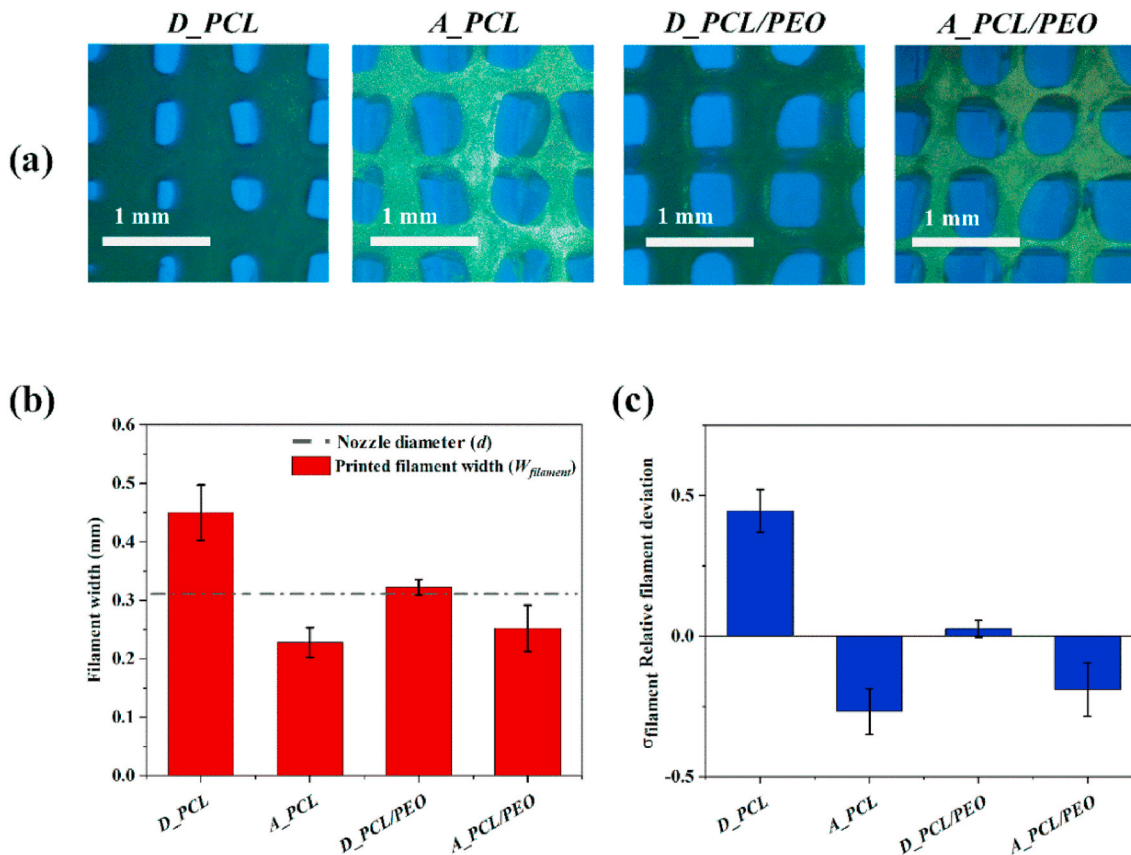 D_PCL A_PCL D_PCL/PEO A_PCL/PEO
(a)
1 mm 1 mm 1 mm 1 mm
(b)
(c)
0.6
0.5
0.4
0.3
0.2
0.1
0.0
Filament width (mm)
Nozzle diameter (d)
Printed filament width (Wfilament)
D_PCL A_PCL D_PCL/PEO A_PCL/PEO
0.5
0.0
-0.5
σfilament Relative filament deviation
D_PCL A_PCL D_PCL/PEO A_PCL/PEO